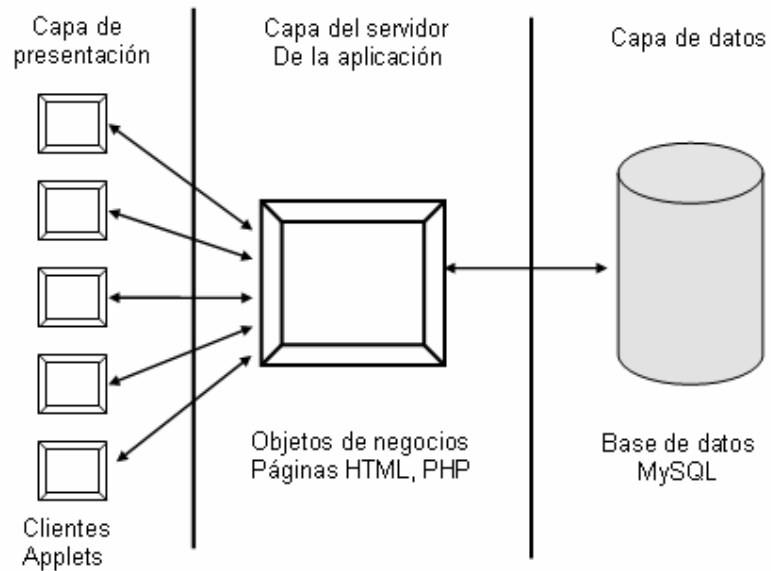 Capa de
presentación
Capa del servidor
De la aplicación
Capa de datos
Objetos de negocios
Páginas HTML, PHP
Base de datos
MySQL
Clientes
Applets